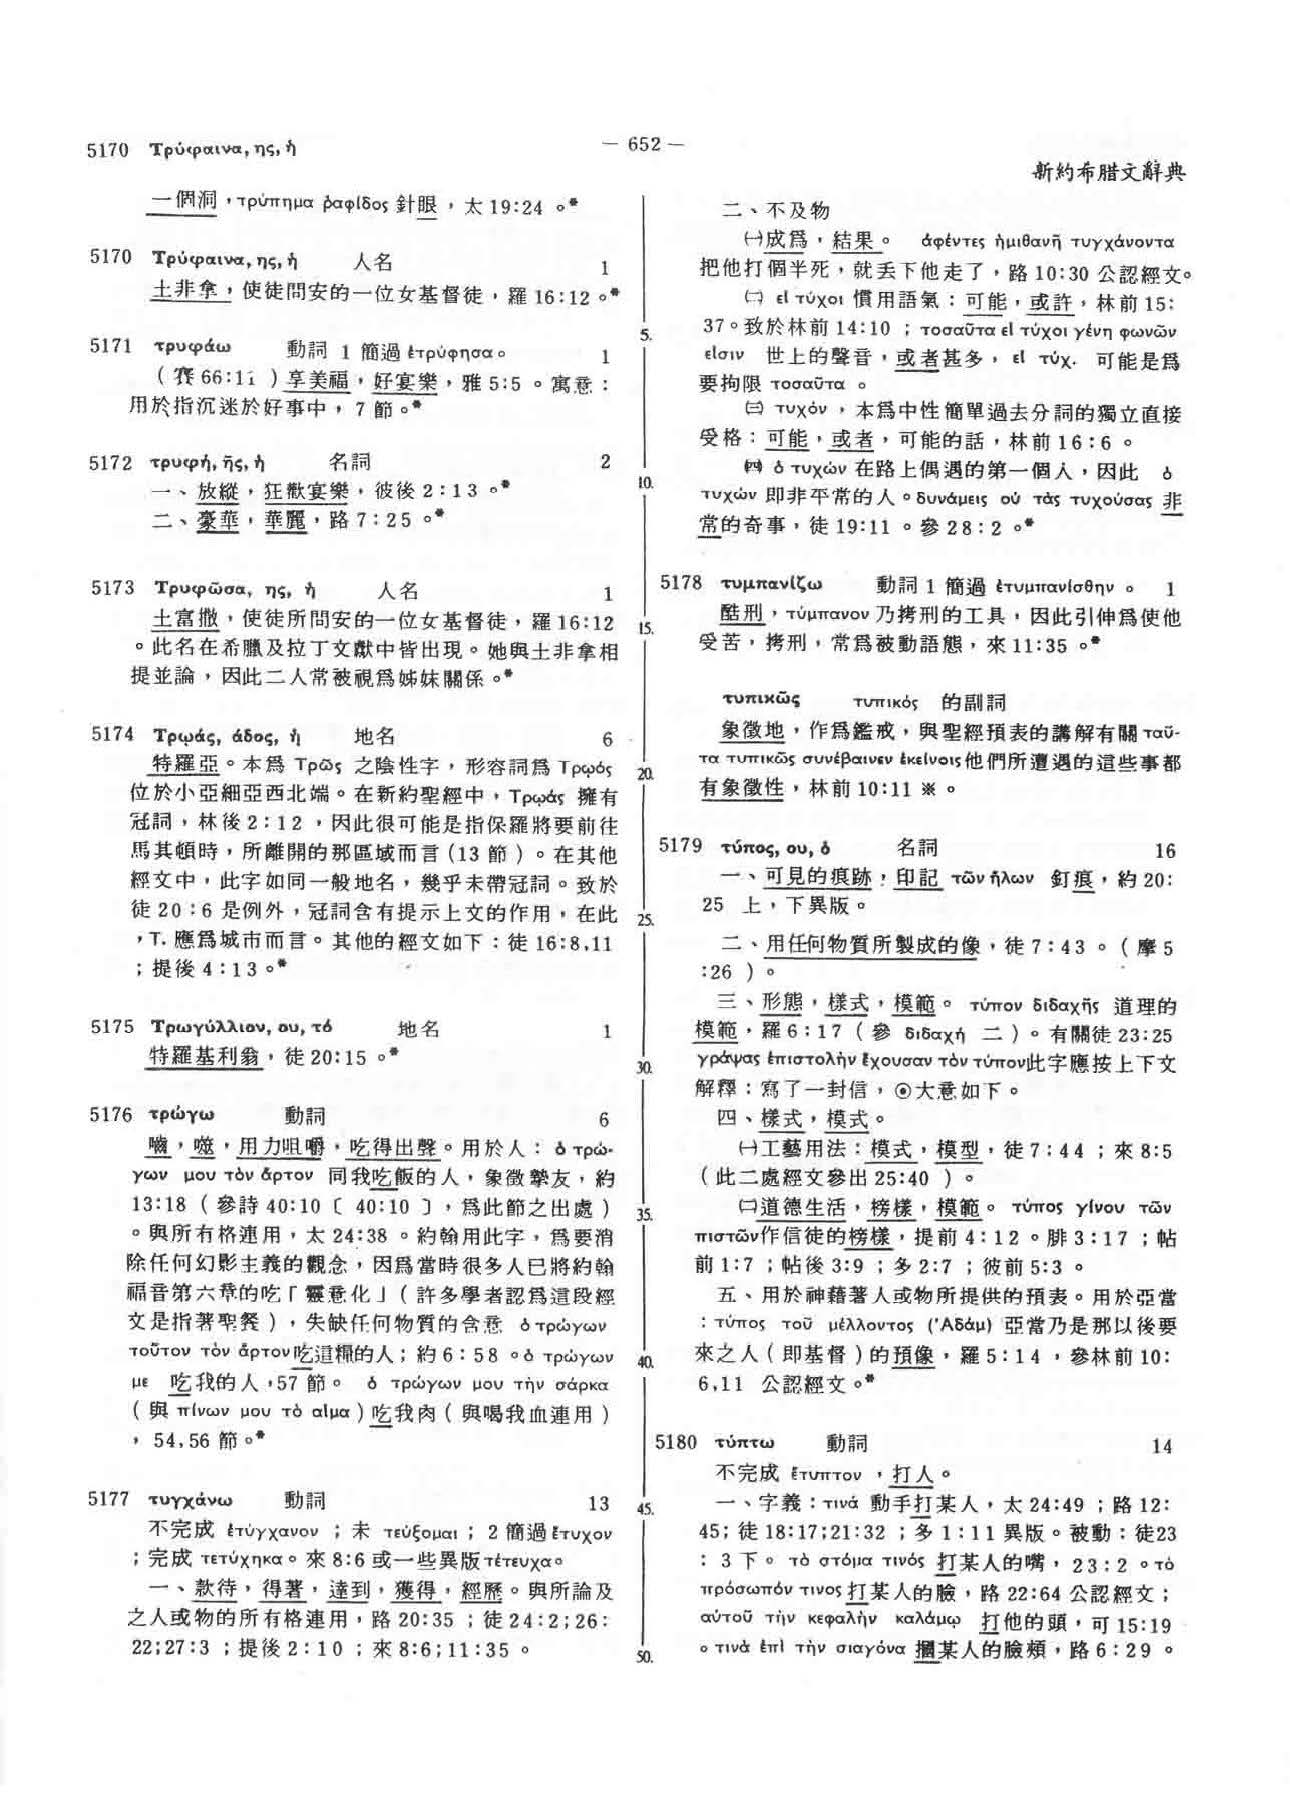 5170 Τρύφαινα, ης, ἡ
— 652 —
新約希腊文辭典
一個洞，τρύπημα ῥαφίδος 針眼，太 19:24 。*
5170 Τρύφαινα, ης, ἡ 人名 1
土非拿，使徒問安的一位女基督徒，羅 16:12 。*
5171 τρυφάω 動詞 1 簡過 ἐτρύφησα。 1
（賽 66:11 ）享美福，好宴樂，雅 5:5 。寓意：
用於指沉迷於好事中，7 節。*
5172 τρυφή, ῆς, ἡ 名詞 2
一、放縱，狂歡宴樂，彼後 2:13 。*
二、豪華，華麗，路 7:25 。*
5173 Τρυφῶσα, ης, ἡ 人名 1
土富撒，使徒所問安的一位女基督徒，羅 16:12
。此名在希臘及拉丁文獻中皆出現。她與土非拿相
提並論，因此二人常被視爲姊妹關係。*
5174 Τρῳάς, άδος, ἡ 地名 6
特羅亞。本爲 Τρῶς 之陰性字，形容詞爲 Τρῳός
位於小亞細亞西北端。在新約聖經中，Τρῳάς 擁有
冠詞，林後 2:12 ，因此很可能是指保羅將要前往
馬其頓時，所離開的那區域而言(13 節)。在其他
經文中，此字如同一般地名，幾乎未帶冠詞。致於
徒 20:6 是例外，冠詞含有提示上文的作用，在此
，Τ. 應爲城市而言。其他的經文如下：徒 16:8,11
；提後 4:13 。*
5175 Τρωγύλλιον, ου, τό 地名 1
特羅基利翁，徒 20:15 。*
5176 τρώγω 動詞 6
嚙，噬，用力咀嚼，吃得出聲。用於人：ὁ τρώ-
γων μου τὸν ἄρτον 同我吃飯的人，象徵摯友，約
13:18 (參詩 40:10〔 40:10 〕，爲此節之出處)
。與所有格連用，太 24:38 。約翰用此字，爲要消
除任何幻影主義的觀念，因爲當時很多人已將約翰
福音第六章的吃「靈意化」(許多學者認爲這段經
文是指著聖餐)，失缺任何物質的含意 ὁ τρώγων
τοῦτον τὸν ἄρτον吃這糧的人；約 6:58 。ὁ τρώγων
με 吃我的人，57 節。 ὁ τρώγων μου τὴν σάρκα
(與 πίνων μου τὸ αἷμα)吃我肉(與喝我血連用)
，54,56 節。*
5177 τυγχάνω 動詞 13
不完成 ἐτύγχανον ；未 τεύξομαι ；2 簡過ἔτυχον
；完成 τετύχηκα。來 8:6 或一些異版 τέτευχα。
一、款待，得著，達到，獲得，經歷。與所論及
之人或物的所有格連用，路 20:35 ；徒 24:2;26:
22;27:3 ；提後 2:10 ；來 8:6;11:35 。
5.
10.
15.
20.
25.
30.
35.
40.
45.
50.
二、不及物
㈠成爲，結果。 ἀφέντες ἡμιθανῆ τυγχάνοντα
把他打個半死，就丢下他走了，路 10:30 公認經文。
㈡ εἰ τύχοι 慣用語氣：可能，或許，林前 15:
37。致於林前 14:10 ；τοσαῦτα εἰ τύχοι γένη φωνῶν
εἰσιν 世上的聲音，或者甚多，εἰ τύχ. 可能是爲
要拘限 τοσαῦτα 。
㈢ τυχόν ，本爲中性簡單過去分詞的獨立直接
受格：可能，或者，可能的話，林前 16:6 。
㈣ ὁ τυχών 在路上偶遇的第一個人，因此 ὁ
τυχών 即非平常的人。δυνάμεις οὐ τὰς τυχούσας 非
常的奇事，徒 19:11 。參 28:2 。*
5178 τυμπανίζω 動詞 1 簡過 ἐτυμπανίσθην 。 1
酷刑，τύμπανον 乃拷刑的工具，因此引伸爲使他
受苦，拷刑，常爲被動語態，來 11:35 。*
τυπικῶς τυπικός 的副詞
象徵地，作爲鑑戒，與聖經預表的講解有關 ταῦ-
τα τυπικῶς συνέβαινεν ἐκείνοις他們所遭遇的這些事都
有象徵性，林前 10:11 ※。
5179 τύπος, ου, ὁ 名詞 16
一、可見的痕跡，印記 τῶν ἥλων 釘痕，約 20:
25 上，下異版。
二、用任何物質所製成的像，徒 7:43 。（摩 5
:26 ）。
三、形態，樣式，模範。 τύπον διδαχῆς 道理的
模範，羅 6:17 (參 διδαχή 二)。有關徒 23:25
γράψας ἐπιστολὴν ἔχουσαν τὸν τύπον此字應按上下文
解釋：寫了一封信，⊙大意如下。
四、樣式，模式。
㈠工藝用法：模式，模型，徒 7:44 ；來 8:5
(此二處經文參出 25:40 )。
㈡道德生活，榜樣，模範。 τύπος γίνου τῶν
πιστῶν作信徒的榜樣，提前 4:12 。腓 3:17 ；帖
前 1:7 ；帖後 3:9 ；多 2:7 ；彼前 5:3 。
五、用於神藉著人或物所提供的預表。用於亞當
：τύπος τοῦ μέλλοντος (Ἀδάμ) 亞當乃是那以後要
來之人(即基督)的預像，羅 5:14 ，參林前 10:
6,11 公認經文。*
5180 τύπτω 動詞 14
不完成 ἔτυπτον ，打人。
一、字義：τινά 動手打某人，太 24:49 ；路 12:
45; 徒 18:17;21:32 ；多 1:11 異版。被動：徒23
: 3 下。 τὸ στόμα τινός 打某人的嘴，23:2 。τὸ
πρόσωπόν τινος打某人的臉，路 22:64 公認經文；
αὐτοῦ τὴν κεφαλὴν καλάμῳ 打他的頭，可 15:19
。τινὰ ἐπὶ τὴν σιαγόνα 摑某人的臉頰，路 6:29 。